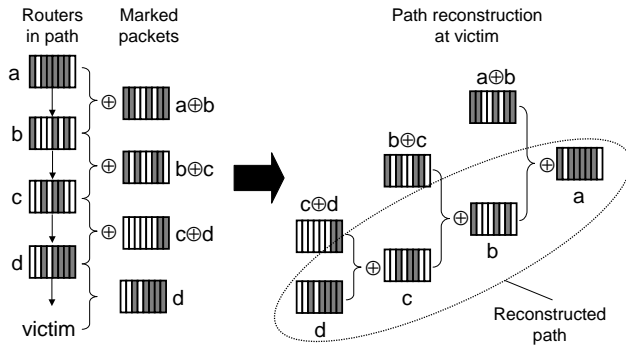 Routers
in path
Marked
packets
Path reconstruction
at victim
a
b
c
d
victim
⊕
a⊕b
⊕
b⊕c
⊕
c⊕d
d
a⊕b
b⊕c
c⊕d
⊕
a
⊕
b
⊕
c
d
Reconstructed
path